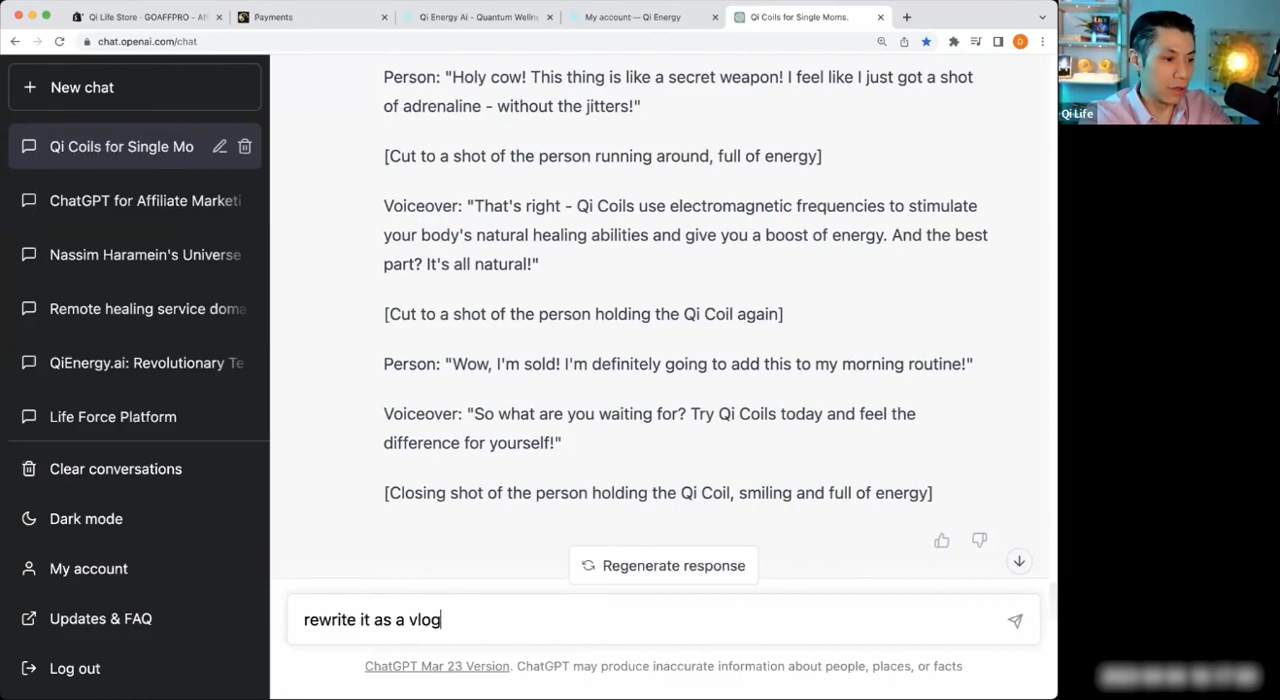 Qi Life Store - GOAFFPRO - Af
Payments
Qi Energy Ai - Quantum Welln
My account — Qi Energy
Qi Coils for Single Moms.
chat.openai.com/chat
D
Qi Life
New chat
Qi Coils for Single Mo
ChatGPT for Affiliate Marketi
Nassim Haramein's Universe
Remote healing service doma
QiEnergy.ai: Revolutionary Te
Life Force Platform
Clear conversations
Dark mode
My account
Updates & FAQ
Log out
Person: "Holy cow! This thing is like a secret weapon! I feel like I just got a shot
of adrenaline - without the jitters!"
[Cut to a shot of the person running around, full of energy]
Voiceover: "That's right - Qi Coils use electromagnetic frequencies to stimulate
your body's natural healing abilities and give you a boost of energy. And the best
part? It's all natural!"
[Cut to a shot of the person holding the Qi Coil again]
Person: "Wow, I'm sold! I'm definitely going to add this to my morning routine!"
Voiceover: "So what are you waiting for? Try Qi Coils today and feel the
difference for yourself!"
[Closing shot of the person holding the Qi Coil, smiling and full of energy]
Regenerate response
rewrite it as a vlog
ChatGPT Mar 23 Version. ChatGPT may produce inaccurate information about people, places, or facts